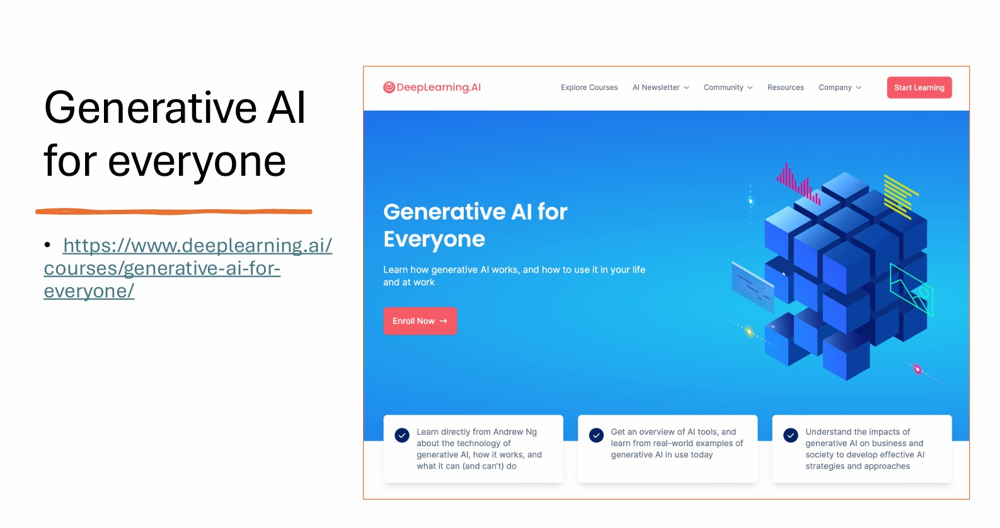 Generative AI
for everyone
• https://www.deeplearning.ai/
courses/generative-ai-for-
everyone/
DeepLearning.AI
Explore Courses
AI Newsletter
Community
Resources
Company
Start Learning
Generative AI for
Everyone
Learn how generative AI works, and how to use it in your life
and at work
Enroll Now →
Learn directly from Andrew Ng
about the technology of
generative AI, how it works, and
what it can (and can't) do
Get an overview of AI tools, and
learn from real-world examples of
generative AI in use today
Understand the impacts of
generative AI on business and
society to develop effective AI
strategies and approaches